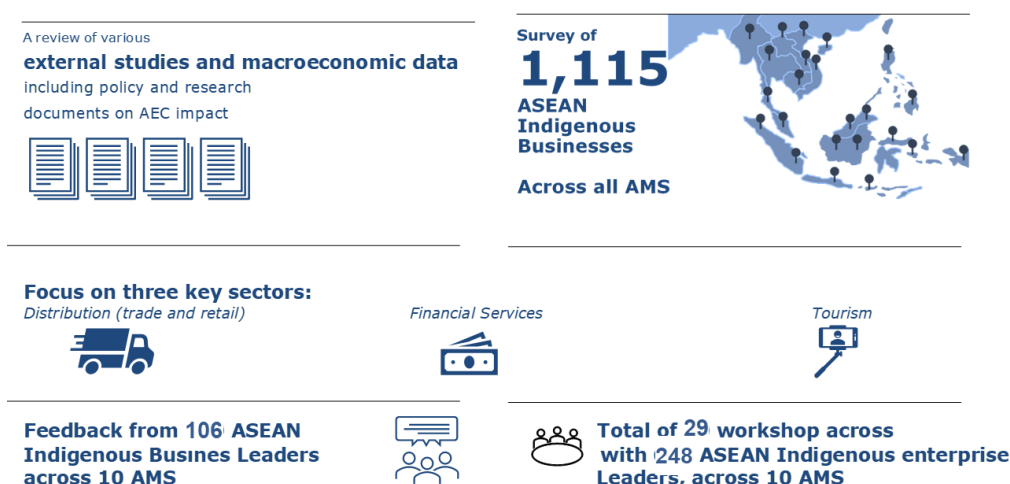 A review of various
external studies and macroeconomic data
including policy and research
documents on AEC impact
Survey of
1,115
ASEAN
Indigenous
Businesses
Across all AMS
Focus on three key sectors:
Distribution (trade and retail)
Financial Services
Tourism
Feedback from 106 ASEAN
Indigenous Busines Leaders
across 10 AMS
Total of 29 workshop across
with 248 ASEAN Indigenous enterprise
Leaders, across 10 AMS